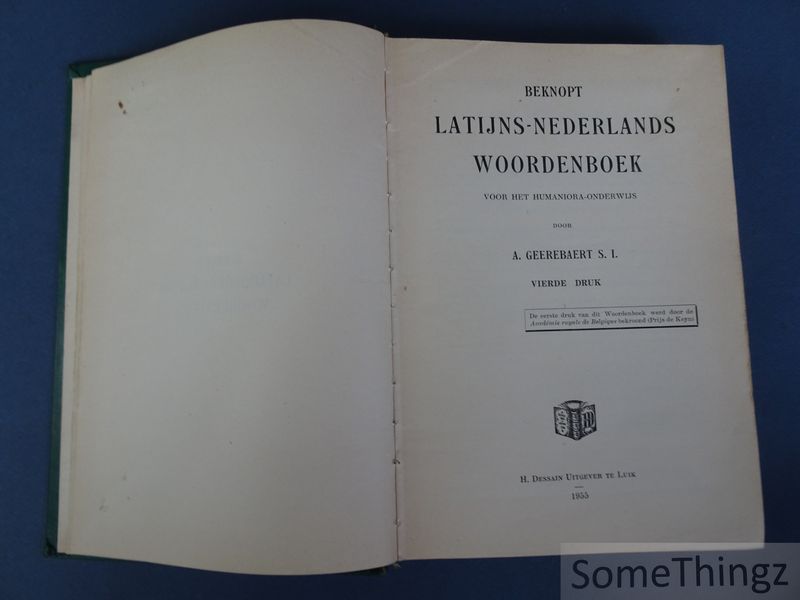 BEKNOPT
LATIJNS-NEDERLANDS
WOORDENBOEK
VOOR HET HUMANIORA-ONDERWIJS
DOOR
A. GEEREBAERT S. I.
VIERDE DRUK
De eerste druk van dit Woordenboek werd door de
Académie royale de Belgique bekroond (Prijs de Keyn)
H. DESSAIN UITGEVER TE LUIK
1955
SomeThingz